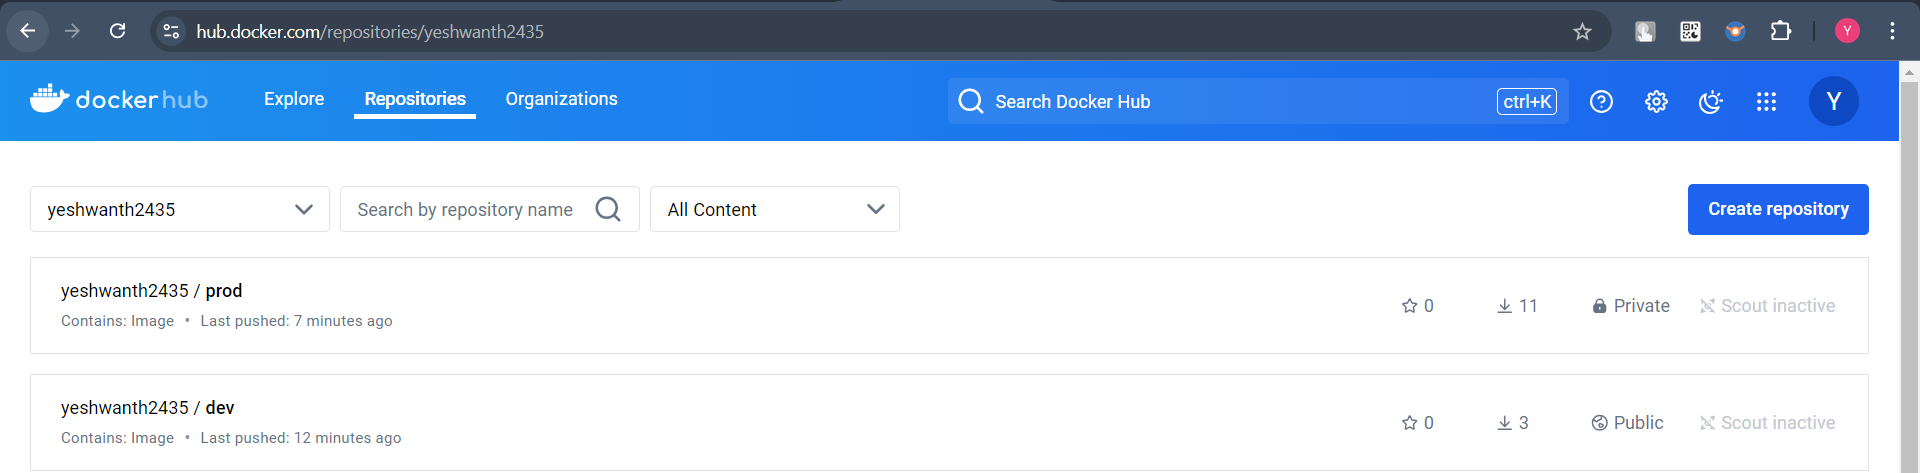 hub.docker.com/repositories/yeshwanth2435
Y
dockerhub Explore Repositories Organizations Search Docker Hub ctrl+K Y
yeshwanth2435 Search by repository name All Content Create repository
yeshwanth2435 / prod
Contains: Image • Last pushed: 7 minutes ago
0 11 Private Scout inactive
yeshwanth2435 / dev
Contains: Image • Last pushed: 12 minutes ago
0 3 Public Scout inactive